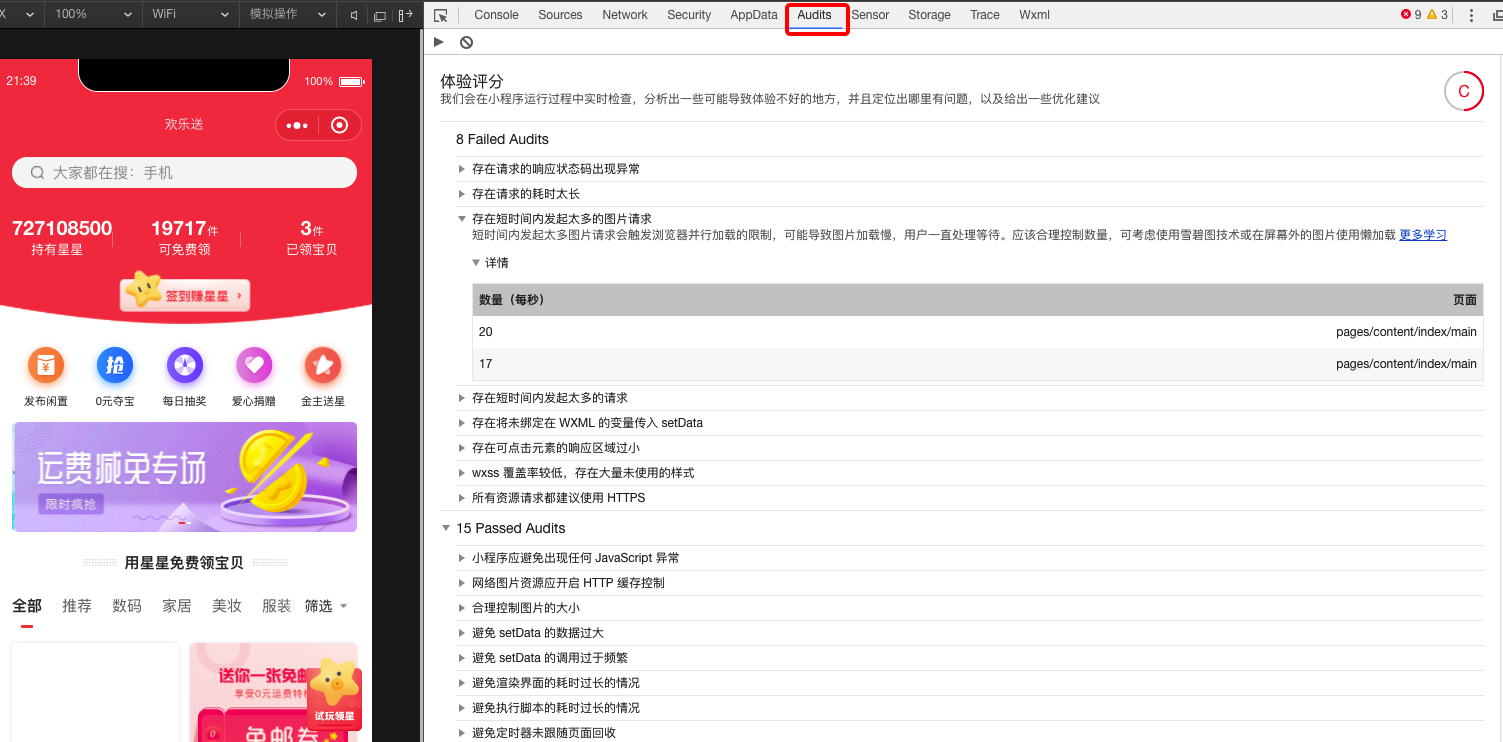 X 100% WiFi 模拟操作
Console Sources Network Security AppData Audits Sensor Storage Trace Wxml 9 3
21:39 100%
欢乐送
大家都在搜：手机
727108500 19717件 3件
持有星星 可免费领 已领宝贝
签到赚星星 ›
抢
发布闲置 0元夺宝 每日抽奖 爱心捐赠 金主送星
运费减免专场
限时疯抢
用星星免费领宝贝
全部 推荐 数码 家居 美妆 服装 筛选
送你一张免邮
享受0元运费特权
试玩领星
免邮券
体验评分
我们会在小程序运行过程中实时检查，分析出一些可能导致体验不好的地方，并且定位出哪里有问题，以及给出一些优化建议
C
8 Failed Audits
存在请求的响应状态码出现异常
存在请求的耗时太长
存在短时间内发起太多的图片请求
短时间内发起太多图片请求会触发浏览器并行加载的限制，可能导致图片加载慢，用户一直处理等待。应该合理控制数量，可考虑使用雪碧图技术或在屏幕外的图片使用懒加载 更多学习
详情
数量（每秒） 页面
20 pages/content/index/main
17 pages/content/index/main
存在短时间内发起太多的请求
存在将未绑定在 WXML 的变量传入 setData
存在可点击元素的响应区域过小
wxss 覆盖率较低，存在大量未使用的样式
所有资源请求都建议使用 HTTPS
15 Passed Audits
小程序应避免出现任何 JavaScript 异常
网络图片资源应开启 HTTP 缓存控制
合理控制图片的大小
避免 setData 的数据过大
避免 setData 的调用过于频繁
避免渲染界面的耗时过长的情况
避免执行脚本的耗时过长的情况
避免定时器未跟随页面回收